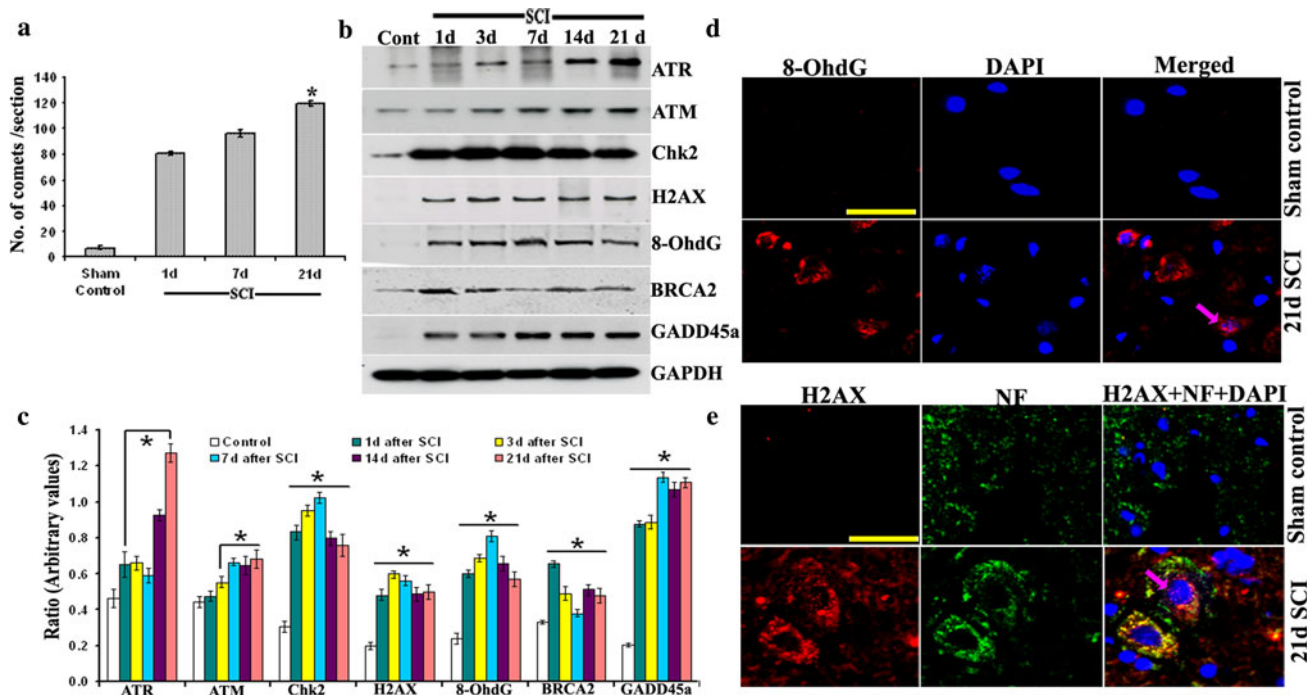 a
No. of comets /section
140
120
100
80
60
40
20
0
*
Sham Control
1d
7d
21d
SCI
b
SCI
Cont 1d 3d 7d 14d 21 d
ATR
ATM
Chk2
H2AX
8-OhdG
BRCA2
GADD45a
GAPDH
c
Ratio (Arbitrary values)
1.4
1.2
1.0
0.8
0.6
0.4
0.2
0.0
Control 1d after SCI 3d after SCI
7d after SCI 14d after SCI 21d after SCI
* * * * * * *
ATR ATM Chk2 H2AX 8-OhdG BRCA2 GADD45a
d
8-OhdG DAPI Merged
Sham control
21d SCI
e
H2AX NF H2AX+NF+DAPI
Sham control
21d SCI